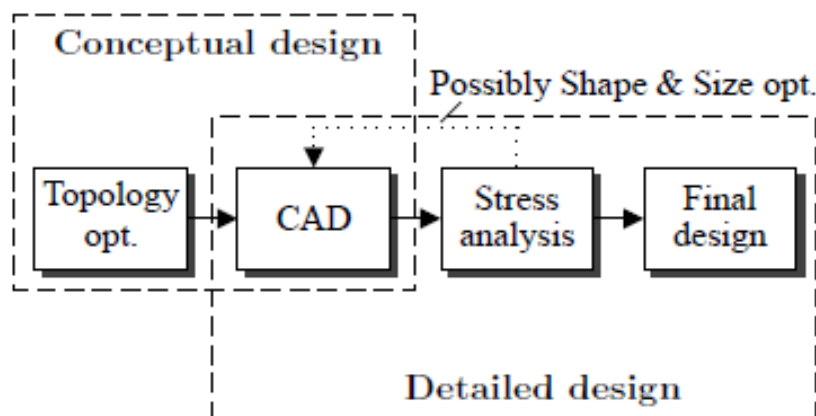 Conceptual design
Possibly Shape & Size opt.
Topology
opt.
CAD
Stress
analysis
Final
design
Detailed design